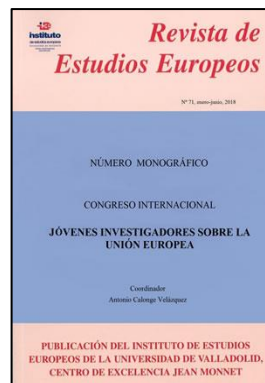 instituto
Revista de
Estudios Europeos
Nº 71, enero-junio, 2018
NÚMERO MONOGRÁFICO
CONGRESO INTERNACIONAL
JÓVENES INVESTIGADORES SOBRE LA
UNIÓN EUROPEA
Coordinador
Antonio Calonge Velázquez
PUBLICACIÓN DEL INSTITUTO DE ESTUDIOS
EUROPEOS DE LA UNIVERSIDAD DE VALLADOLID,
CENTRO DE EXCELENCIA JEAN MONNET